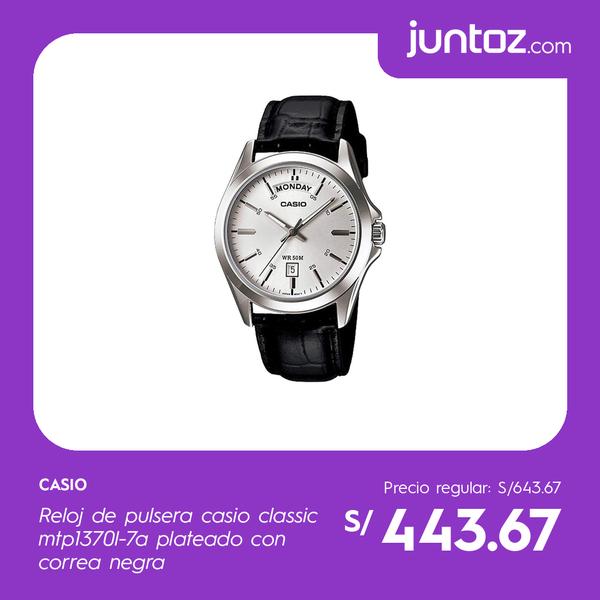 juntoz.com
MONDAY
CASIO
WR 50M
5
CASIO
Reloj de pulsera casio classic
mtp1370l-7a plateado con
correa negra
Precio regular: S/643.67
S/ 443.67